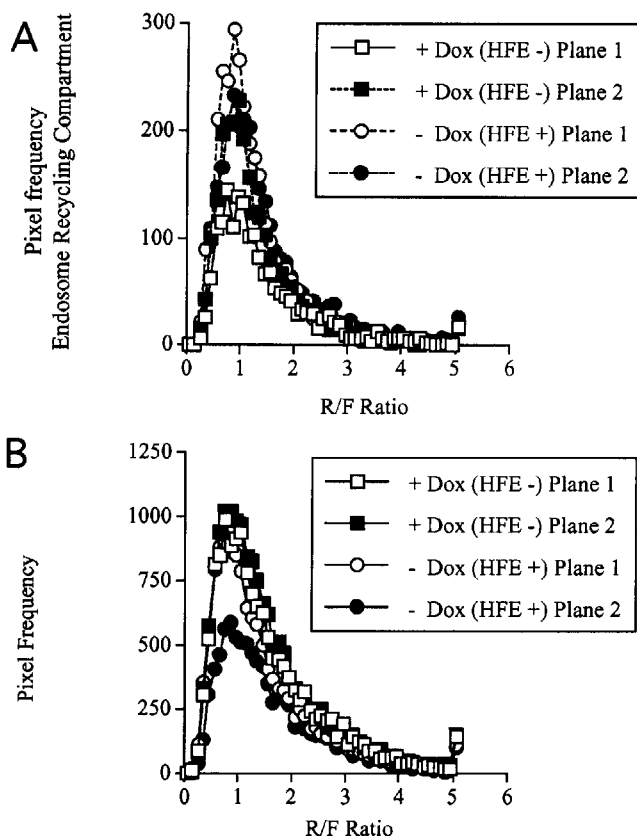 A
Pixel frequency
Endosome Recycling Compartment
300
200
100
0
0
1
2
3
4
5
6
R/F Ratio
+ Dox (HFE -) Plane 1
+ Dox (HFE -) Plane 2
- Dox (HFE +) Plane 1
- Dox (HFE +) Plane 2
B
Pixel Frequency
1250
1000
750
500
250
0
0
1
2
3
4
5
6
R/F Ratio
+ Dox (HFE -) Plane 1
+ Dox (HFE -) Plane 2
- Dox (HFE +) Plane 1
- Dox (HFE +) Plane 2